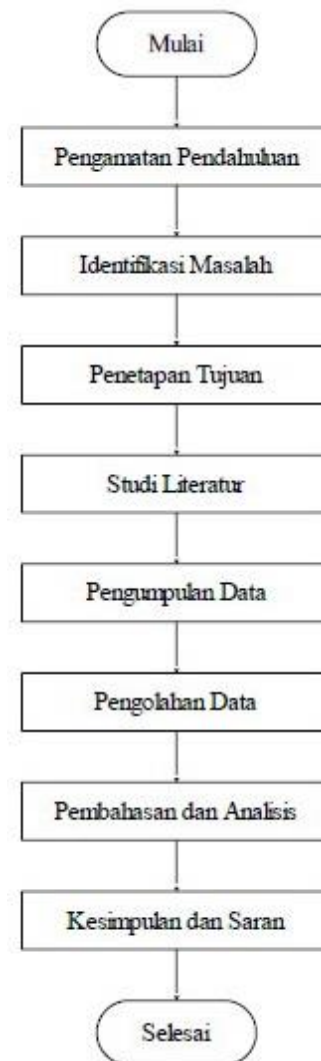 Mulai
Pengamatan Pendahuluan
Identifikasi Masalah
Penetapan Tujuan
Studi Literatur
Pengumpulan Data
Pengolahan Data
Pembahasan dan Analisis
Kesimpulan dan Saran
Selesai